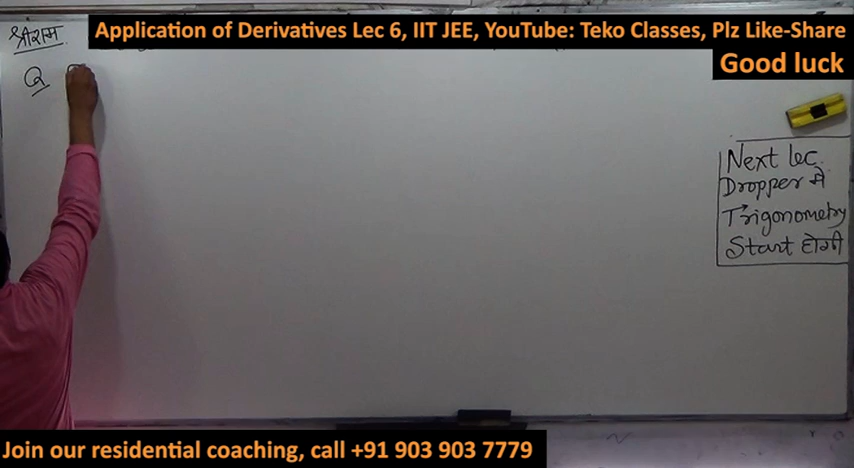 श्रीराम
Application of Derivatives Lec 6, IIT JEE, YouTube: Teko Classes, Plz Like-Share
Good luck
Q
Next lec.
Dropper में
Trigonometry
Start होगी
Join our residential coaching, call +91 903 903 7779